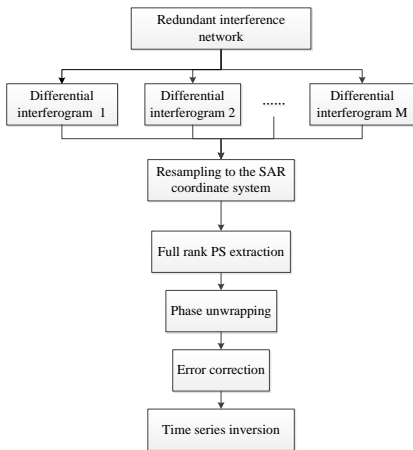 Redundant interference
network
Differential
interferogram 1
Differential
interferogram 2
......
Differential
interferogram M
Resampling to the SAR
coordinate system
Full rank PS extraction
Phase unwrapping
Error correction
Time series inversion